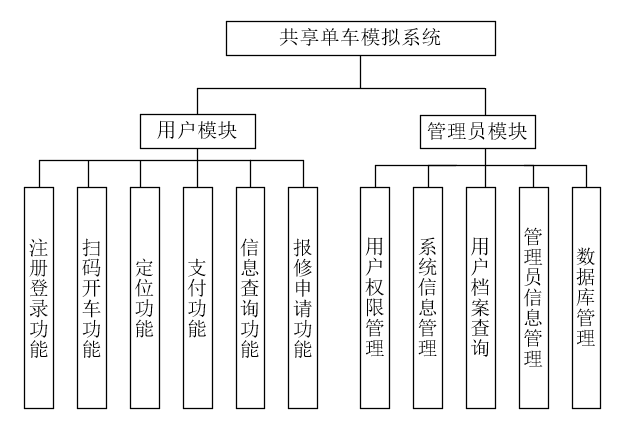 共享单车模拟系统
用户模块
管理员模块
注册登录功能
扫码开车功能
定位功能
支付功能
信息查询功能
报修申请功能
用户权限管理
系统信息管理
用户档案查询
管理员信息管理
数据库管理